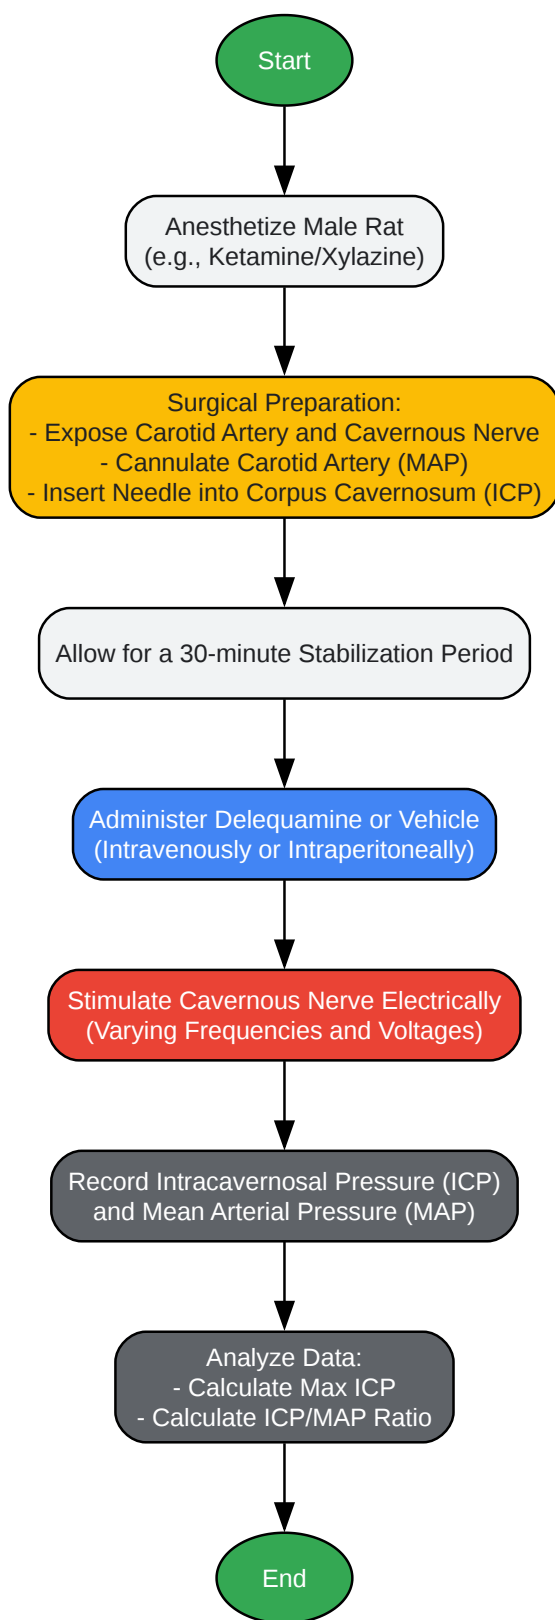 Start
Anesthetize Male Rat
(e.g., Ketamine/Xylazine)
Surgical Preparation:
- Expose Carotid Artery and Cavernous Nerve
- Cannulate Carotid Artery (MAP)
- Insert Needle into Corpus Cavernosum (ICP)
Allow for a 30-minute Stabilization Period
Administer Delequamine or Vehicle
(Intravenously or Intraperitoneally)
Stimulate Cavernous Nerve Electrically
(Varying Frequencies and Voltages)
Record Intracavernosal Pressure (ICP)
and Mean Arterial Pressure (MAP)
Analyze Data:
- Calculate Max ICP
- Calculate ICP/MAP Ratio
End